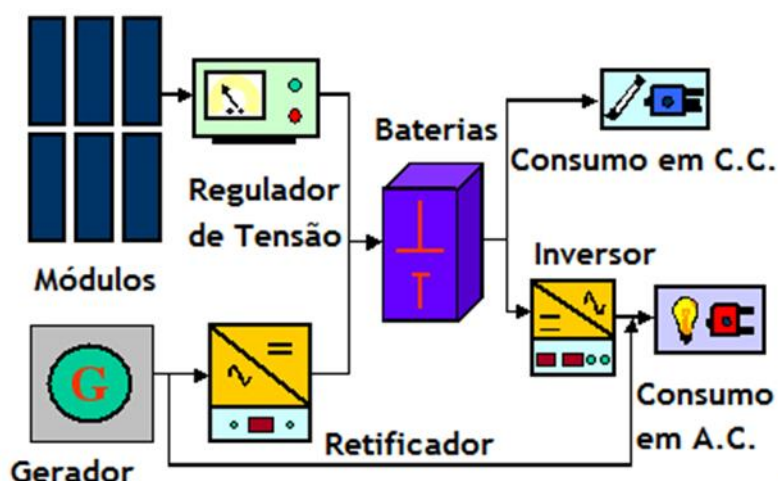 Módulos
Regulador
de Tensão
Baterias
Consumo em C.C.
Inversor
G
Gerador
Retificador
Consumo
em A.C.